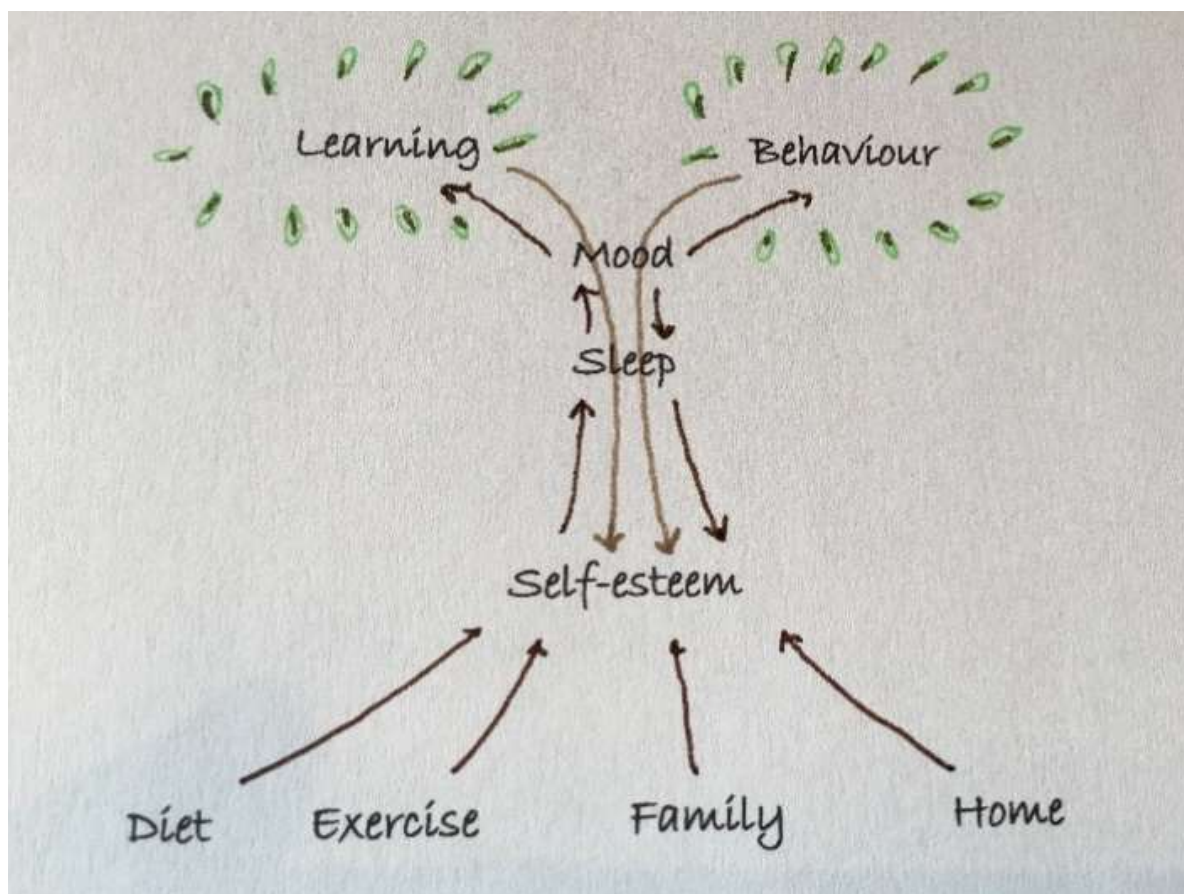 Learning
Behaviour
Mood
Sleep
Self-esteem
Diet
Exercise
Family
Home